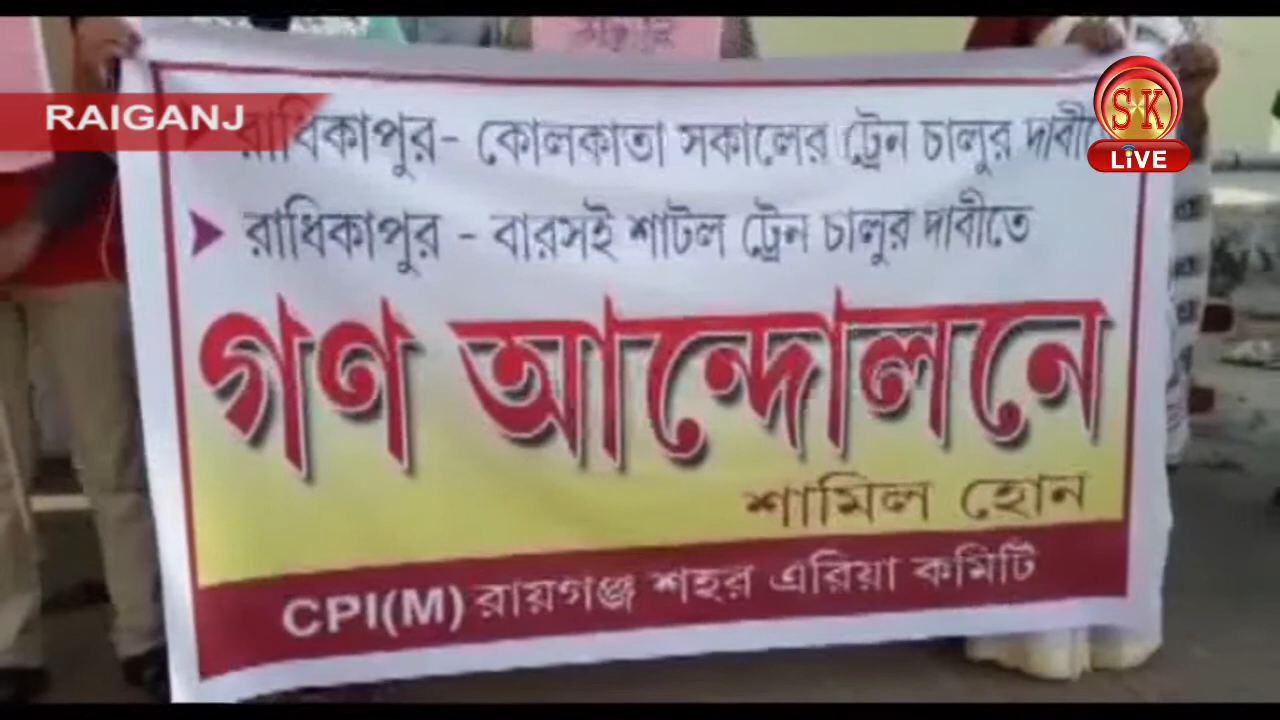 RAIGANJ
রাধিকাপুর- কোলকাতা সকালের ট্রেন চালুর দাবীতে
রাধিকাপুর - বারসই শাটল ট্রেন চালুর দাবীতে
গণ আন্দোলনে
শামিল হোন
CPI(M) রায়গঞ্জ শহর এরিয়া কমিটি
SK
LiVE